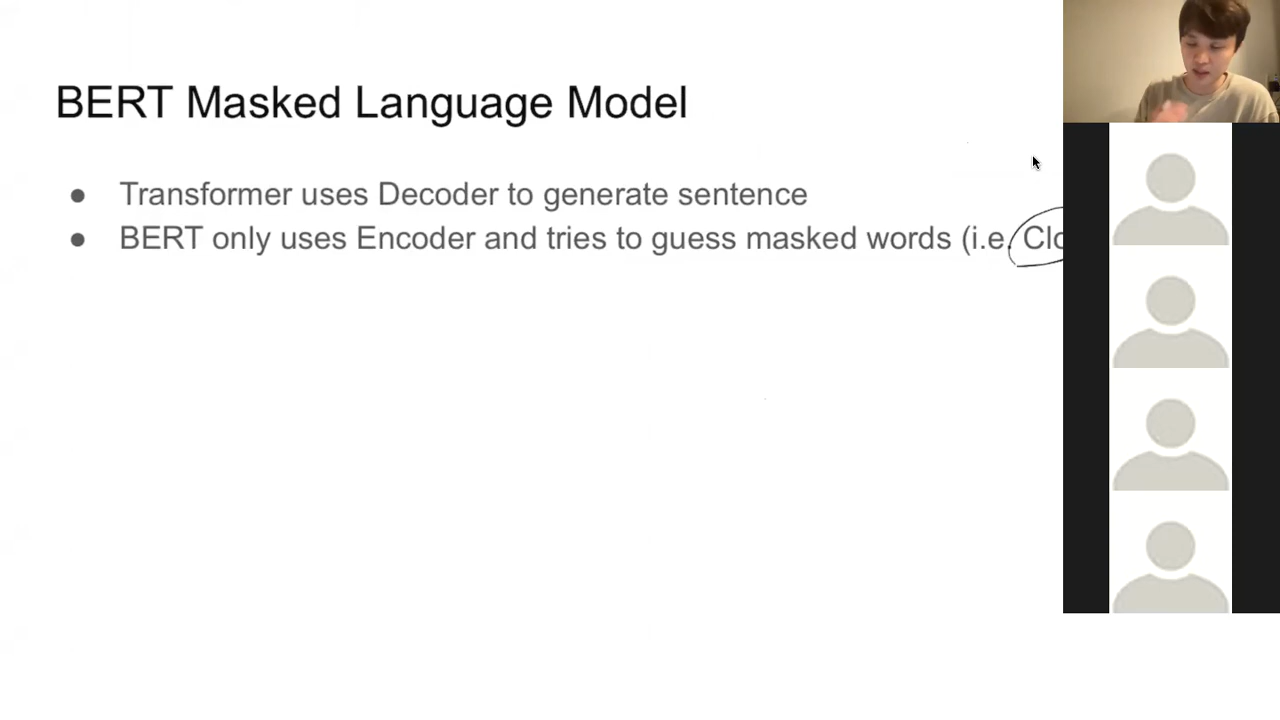 BERT Masked Language Model
● Transformer uses Decoder to generate sentence
● BERT only uses Encoder and tries to guess masked words (i.e.